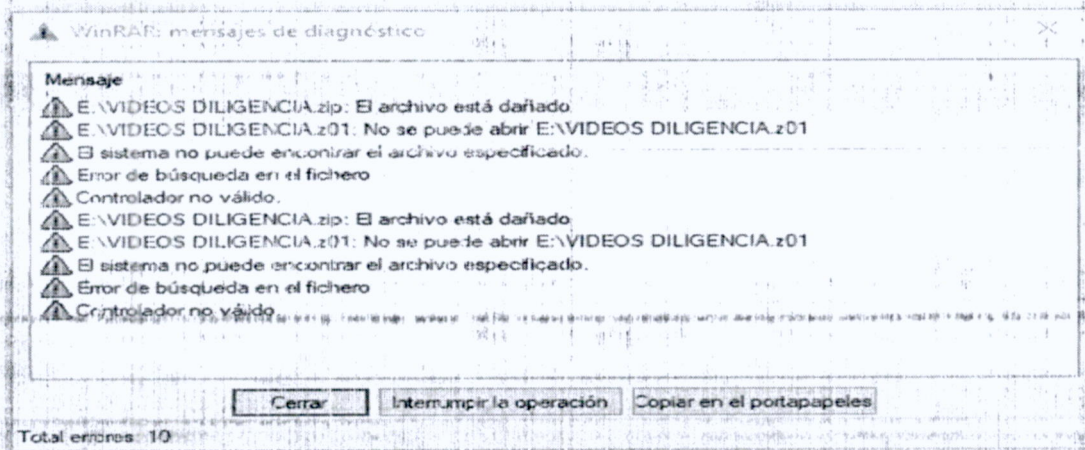 WinRAR: mensajes de diagnóstico
Mensaje
E:\VIDEOS DILIGENCIA.zip: El archivo está dañado
E:\VIDEOS DILIGENCIA.z01: No se puede abrir E:\VIDEOS DILIGENCIA.z01
El sistema no puede encontrar el archivo especificado.
Error de búsqueda en el fichero
Controlador no válido.
E:\VIDEOS DILIGENCIA.zip: El archivo está dañado
E:\VIDEOS DILIGENCIA.z01: No se puede abrir E:\VIDEOS DILIGENCIA.z01
El sistema no puede encontrar el archivo especificado.
Error de búsqueda en el fichero
Controlador no válido.
Cerrar Interrumpir la operación Copiar en el portapapeles
Total errores: 10